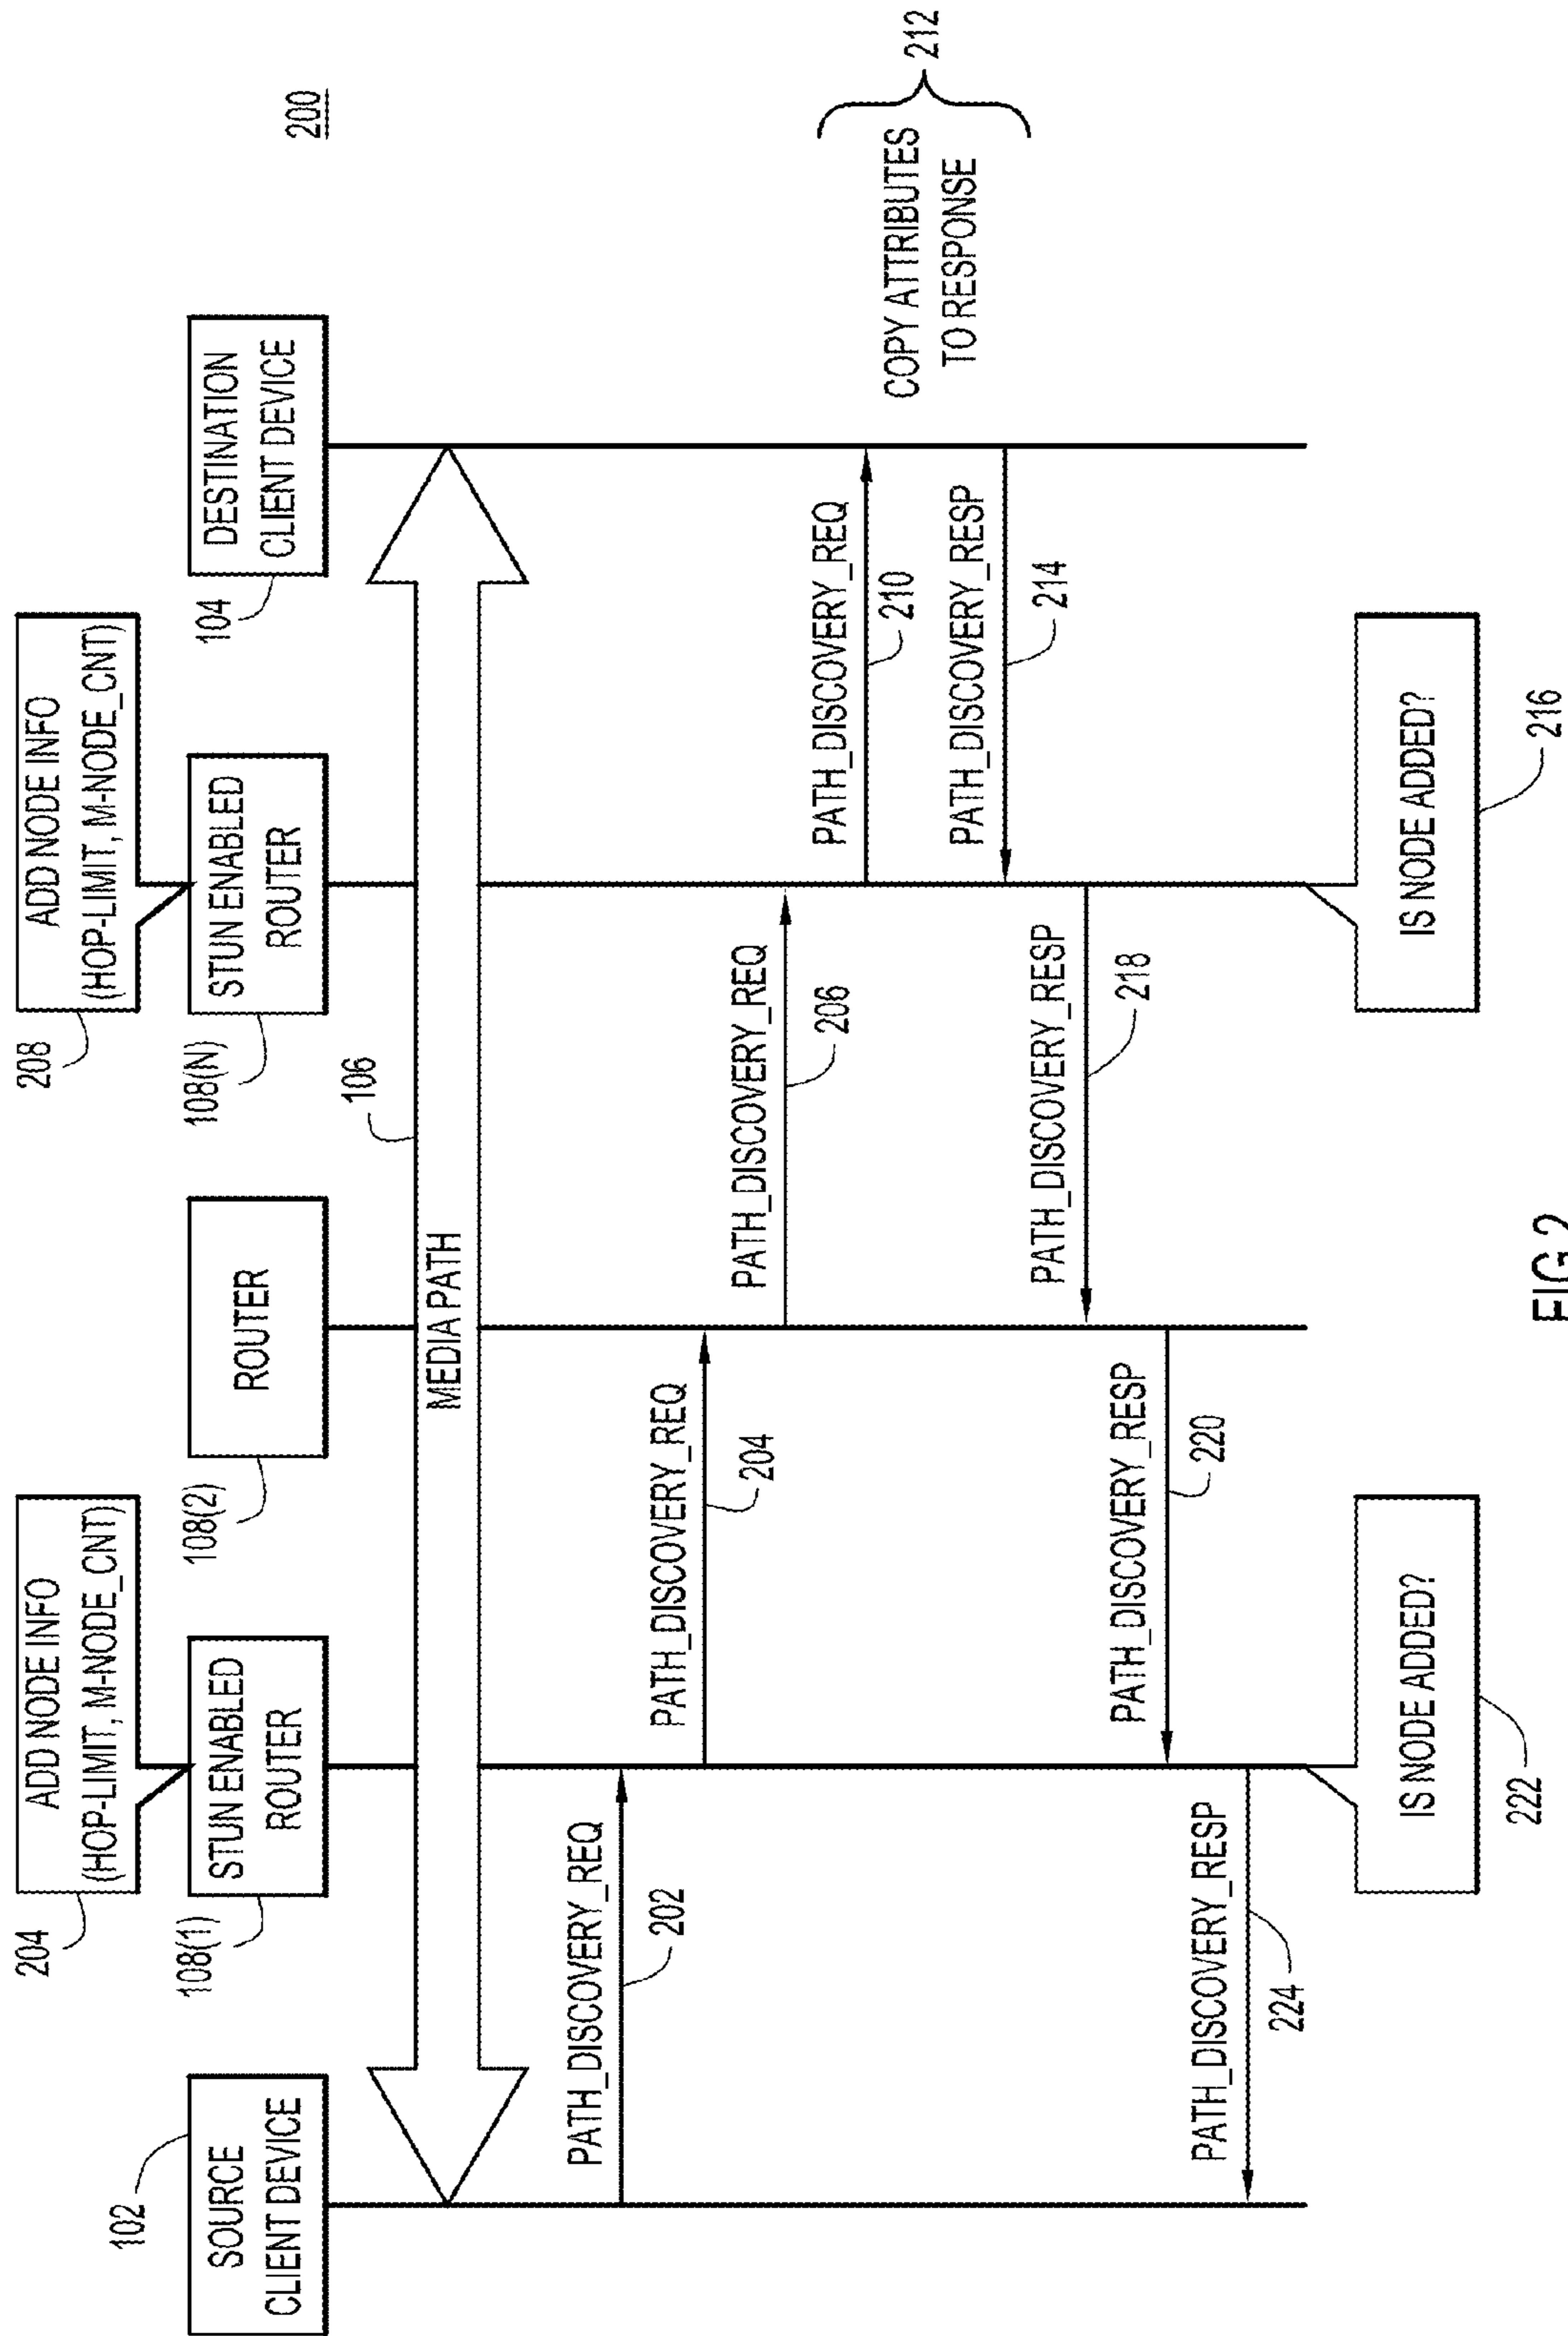 200
204
ADD NODE INFO
(HOP-LIMIT, M-NODE_CNT)
208
ADD NODE INFO
(HOP-LIMIT, M-NODE_CNT)
102
SOURCE
CLIENT DEVICE
108(1)
STUN ENABLED
ROUTER
108(2)
ROUTER
108(N)
STUN ENABLED
ROUTER
104
DESTINATION
CLIENT DEVICE
MEDIA PATH
106
PATH_DISCOVERY_REQ
202
PATH_DISCOVERY_REQ
204
PATH_DISCOVERY_REQ
206
PATH_DISCOVERY_REQ
210
COPY ATTRIBUTES
TO RESPONSE
212
PATH_DISCOVERY_RESP
214
PATH_DISCOVERY_RESP
218
PATH_DISCOVERY_RESP
220
PATH_DISCOVERY_RESP
224
IS NODE ADDED?
222
IS NODE ADDED?
216
FIG.2